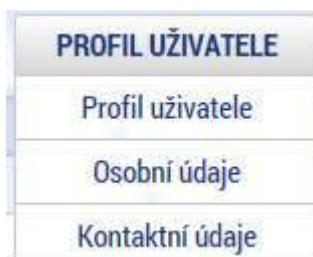 PROFIL UŽIVATELE
Profil uživatele
Osobní údaje
Kontaktní údaje